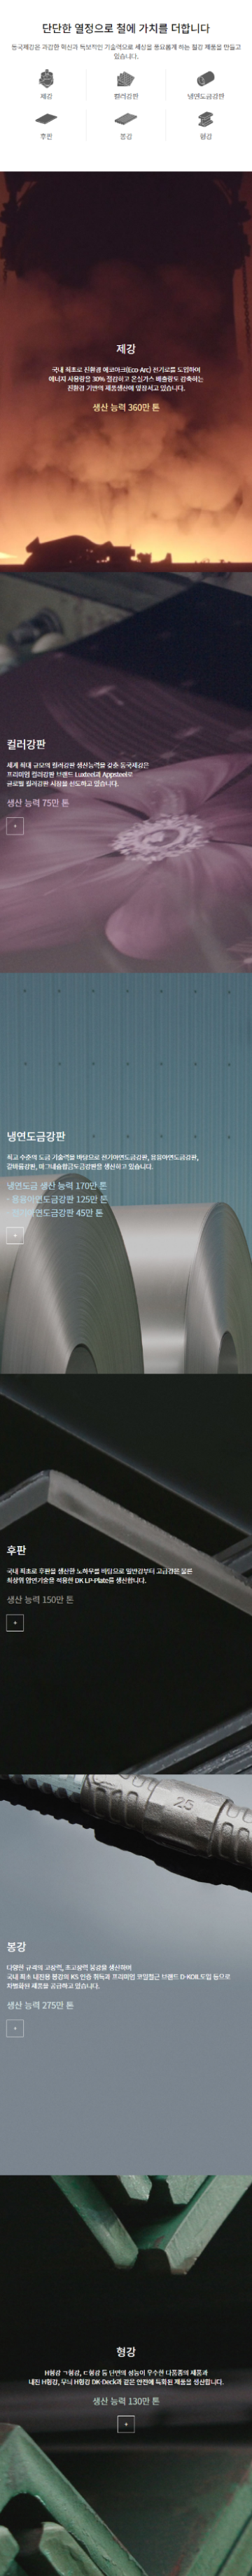 단단한 열정으로 철에 가치를 더합니다
동국제강은 과감한 혁신과 독보적인 기술력으로 세상을 풍요롭게 하는 철강 제품을 만들고
있습니다.
제강
컬러강판
냉연도금강판
후판
봉강
형강
제강
국내 최초로 친환경 에코아크(Eco-Arc) 전기로를 도입하여
에너지 사용량을 30% 절감하고 온실가스 배출량도 감축하는
친환경 기반의 제품생산에 앞장서고 있습니다.
생산 능력 360만 톤
컬러강판
세계 최대 규모의 컬러강판 생산능력을 갖춘 동국제강은
프리미엄 컬러강판 브랜드 Luxteel과 Appsteel로
글로벌 컬러강판 시장을 선도하고 있습니다.
생산 능력 75만 톤
+
냉연도금강판
최고 수준의 도금 기술력을 바탕으로 전기아연도금강판, 용융아연도금강판,
갈바륨강판, 마그네슘합금도금강판을 생산하고 있습니다.
냉연도금 생산 능력 170만 톤
- 용융아연도금강판 125만 톤
- 전기아연도금강판 45만 톤
+
후판
국내 최초로 후판을 생산한 노하우를 바탕으로 일반강부터 고급강은 물론
최상위 압연기술을 적용한 DK LP-Plate를 생산합니다.
생산 능력 150만 톤
+
25
봉강
다양한 규격의 고장력, 초고장력 봉강을 생산하며
국내 최초 내진용 봉강의 KS 인증 취득과 프리미엄 코일철근 브랜드 D-KOIL 도입 등으로
차별화된 제품을 공급하고 있습니다.
생산 능력 275만 톤
+
형강
H형강 ㄱ형강, ㄷ형강 등 단면의 성능이 우수한 다품종의 제품과
내진 H형강, 무늬 H형강 DK-Deck과 같은 안전에 특화된 제품을 생산합니다.
생산 능력 130만 톤
+